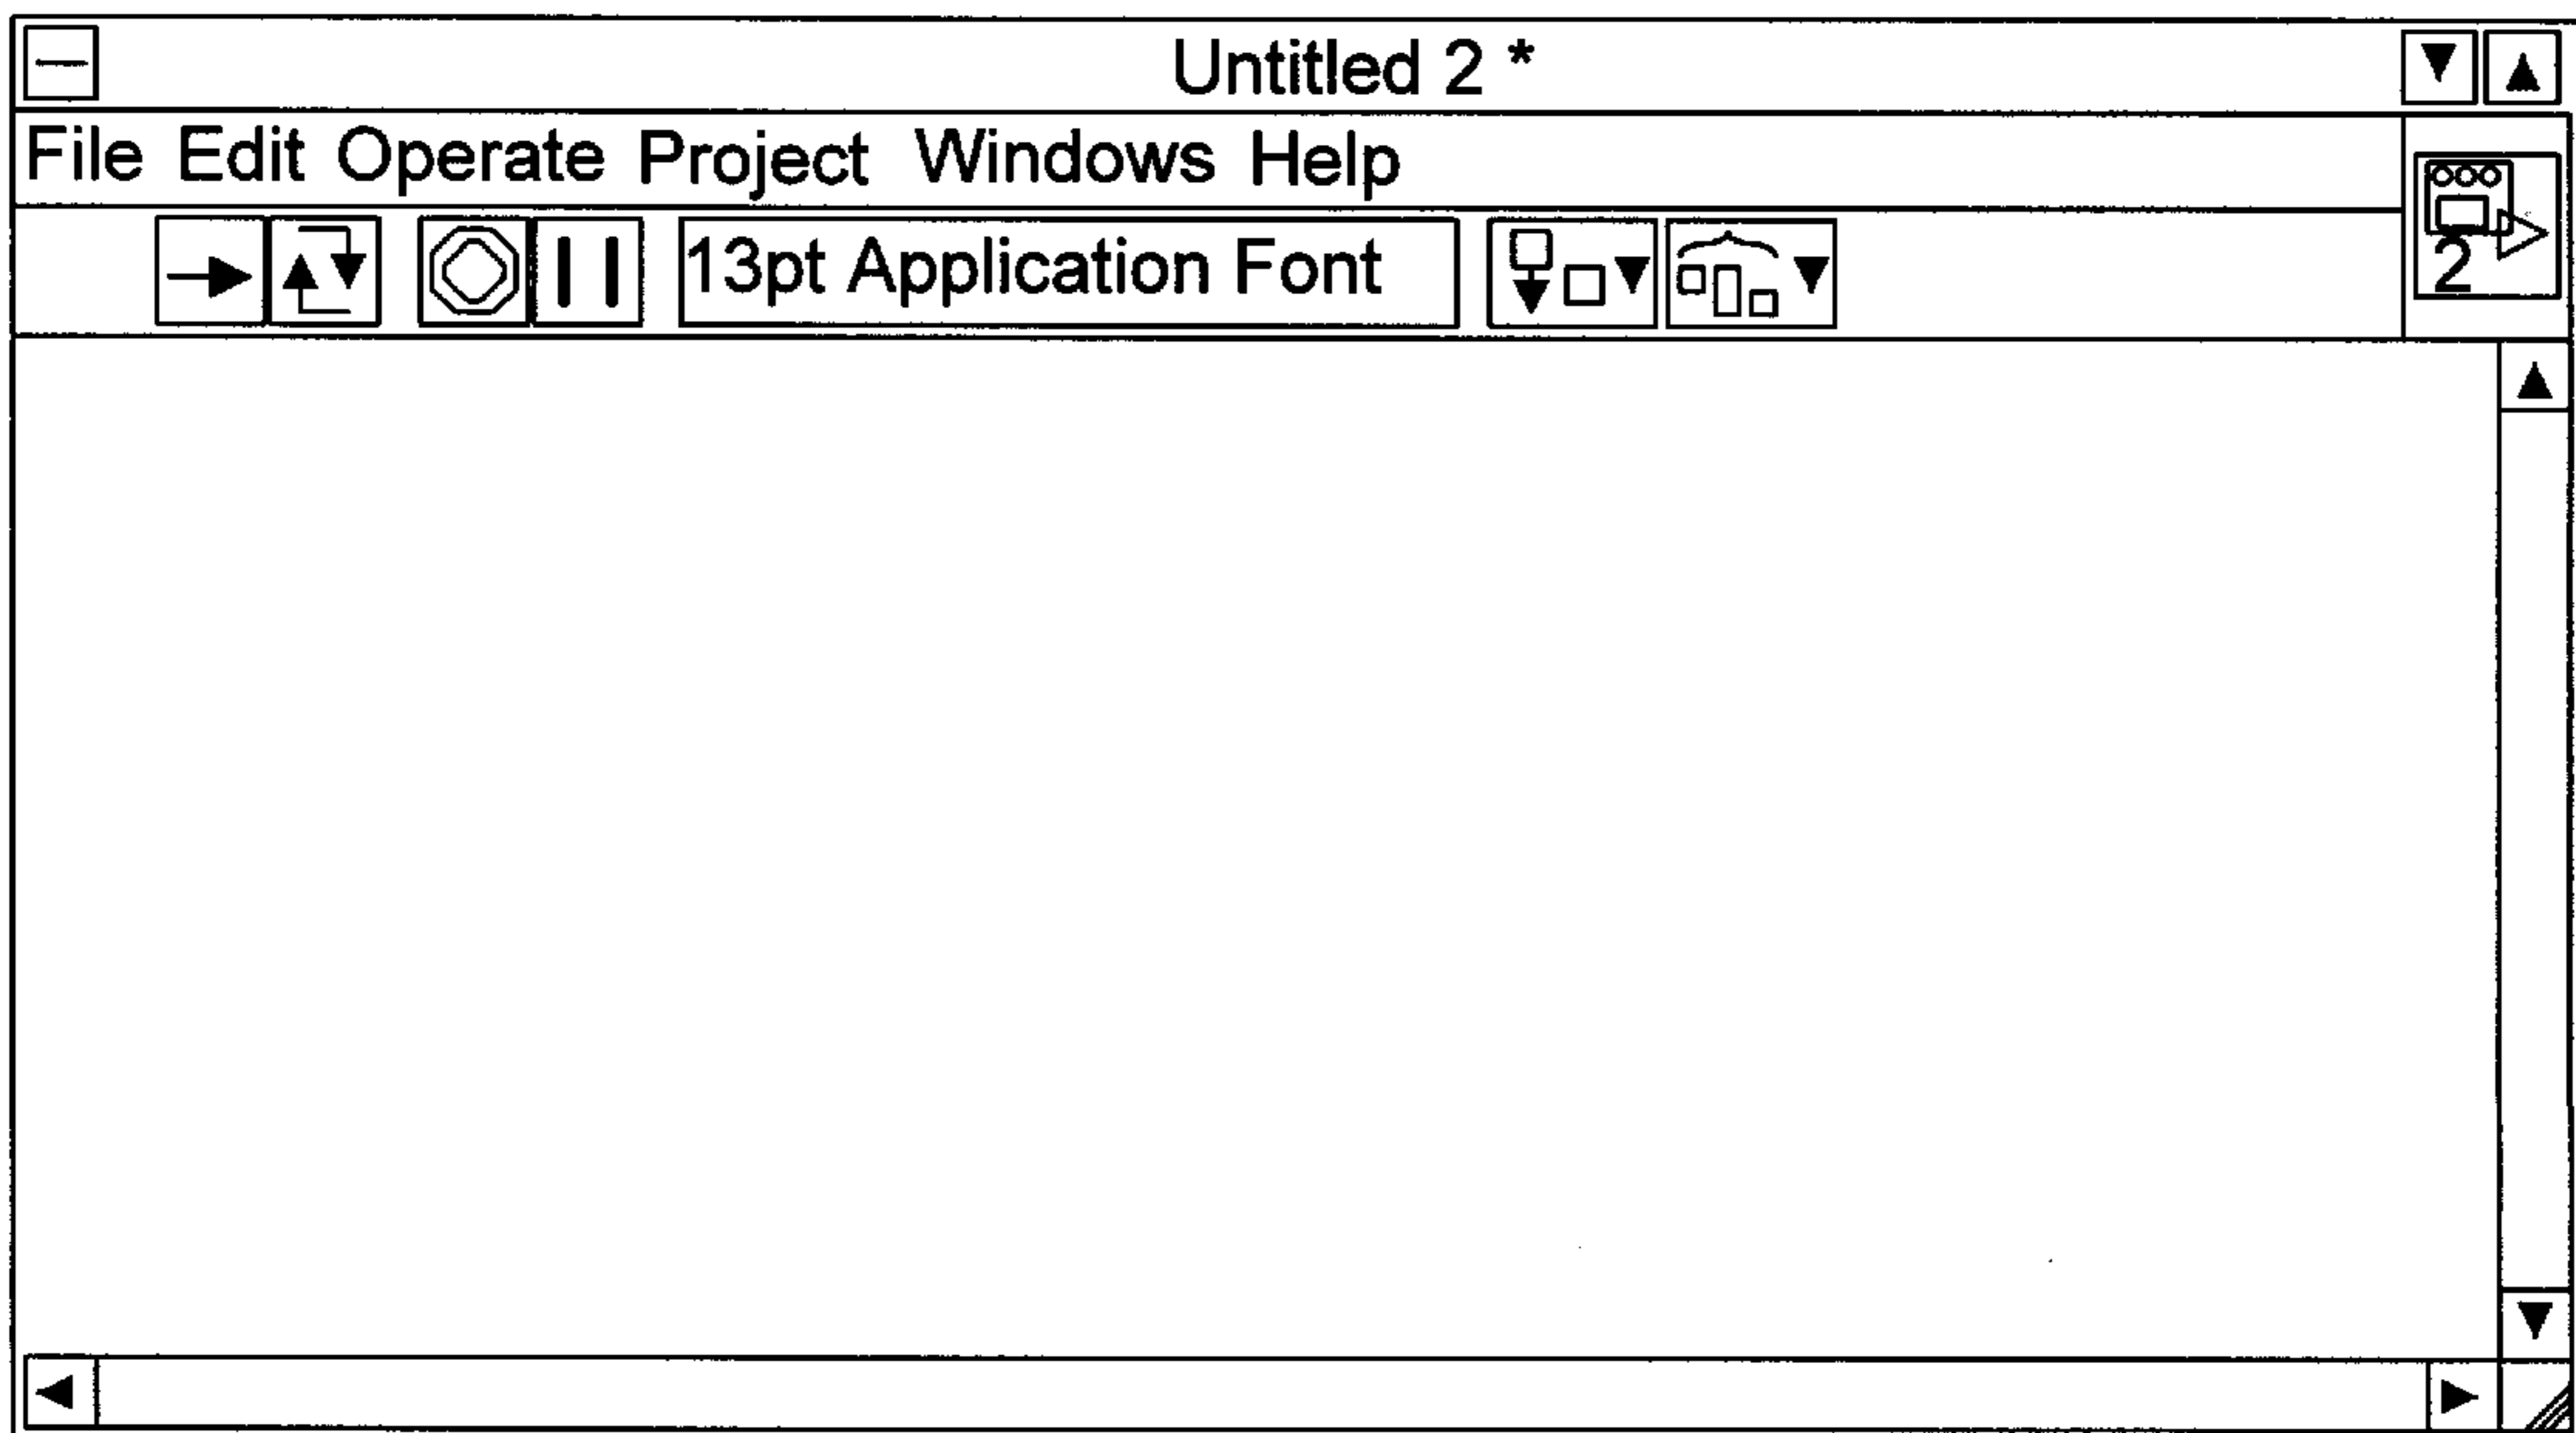 Untitled 2 *
File Edit Operate Project Windows Help
13pt Application Font
2